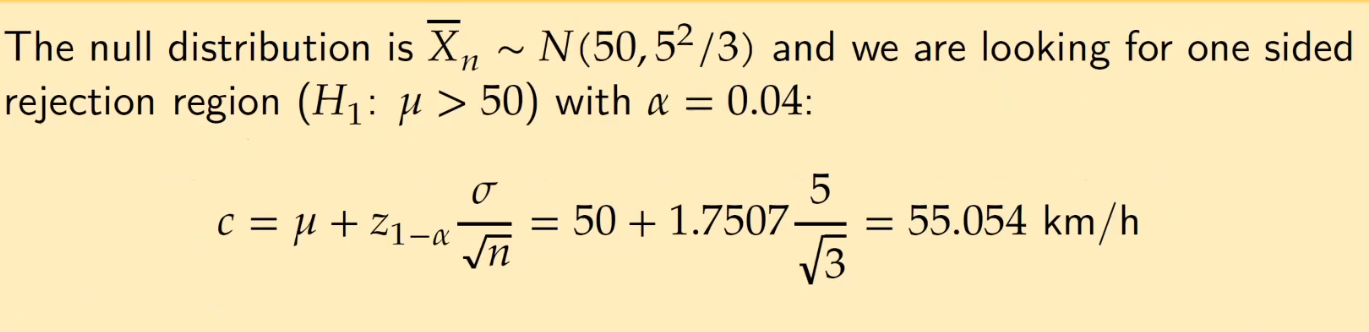 The null distribution is X̅ₙ ~ N(50, 5²/3) and we are looking for one sided
rejection region (H₁: μ > 50) with α = 0.04:
c = μ + z₁₋α σ/√n = 50 + 1.7507 5/√3 = 55.054 km/h